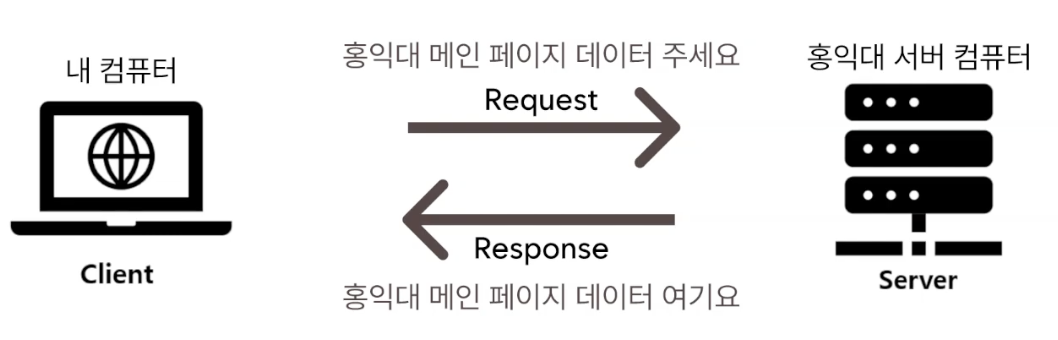 내 컴퓨터
홍익대 메인 페이지 데이터 주세요
홍익대 서버 컴퓨터
Request
Response
Client
Server
홍익대 메인 페이지 데이터 여기요